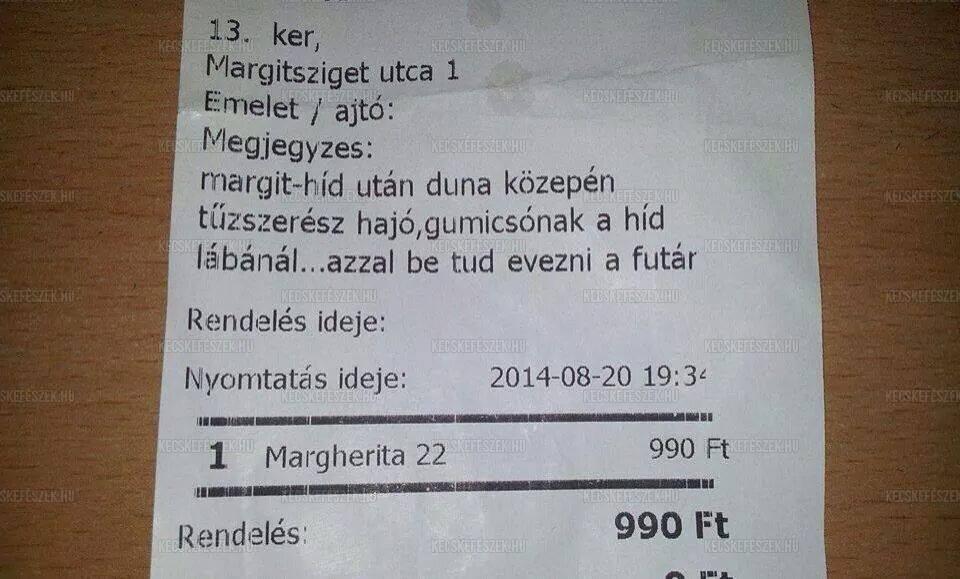 13. ker,
Margitsziget utca 1
Emelet / ajtó:
Megjegyzes:
margit-híd után duna közepén
tűzszerész hajó,gumicsónak a híd
lábánál...azzal be tud evezni a futár
Rendelés ideje:
Nyomtatás ideje: 2014-08-20 19:34
1 Margherita 22 990 Ft
Rendelés: 990 Ft
KECSKEFESZEK.HU